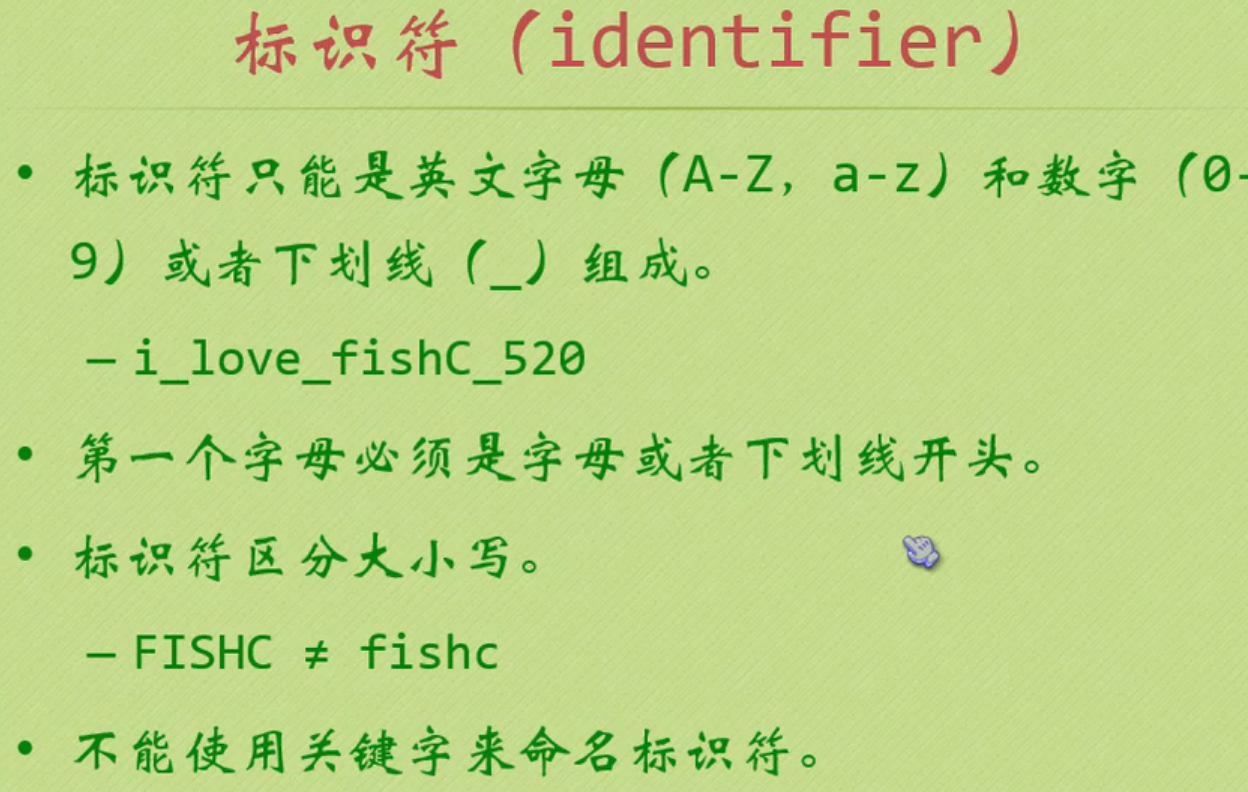 标识符（identifier）
• 标识符只能是英文字母（A-Z，a-z）和数字（0-
9）或者下划线（_）组成。
– i_love_fishC_520
• 第一个字母必须是字母或者下划线开头。
• 标识符区分大小写。
– FISHC ≠ fishc
• 不能使用关键字来命名标识符。